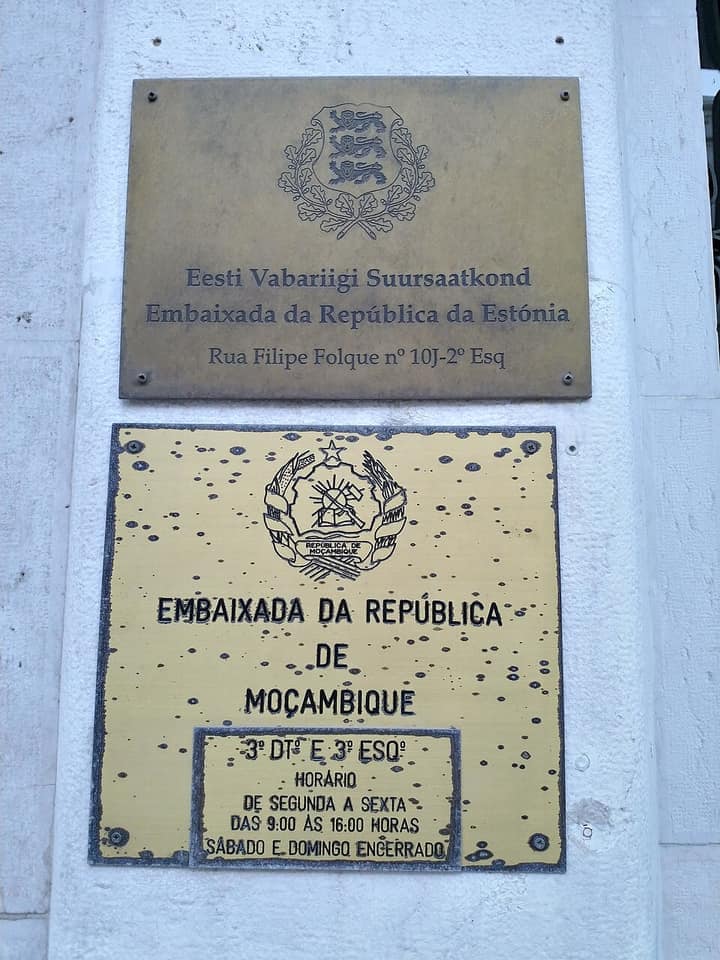 Eesti Vabariigi Suursaatkond
Embaixada da República da Estónia
Rua Filipe Folque nº 10J-2º Esq
REPÚBLICA DE
MOÇAMBIQUE
EMBAIXADA DA REPÚBLICA
DE
MOÇAMBIQUE
3º DTº E 3º ESQº
HORÁRIO
DE SEGUNDA A SEXTA
DAS 9:00 ÀS 16:00 HORAS
SÁBADO E DOMINGO ENCERRADO